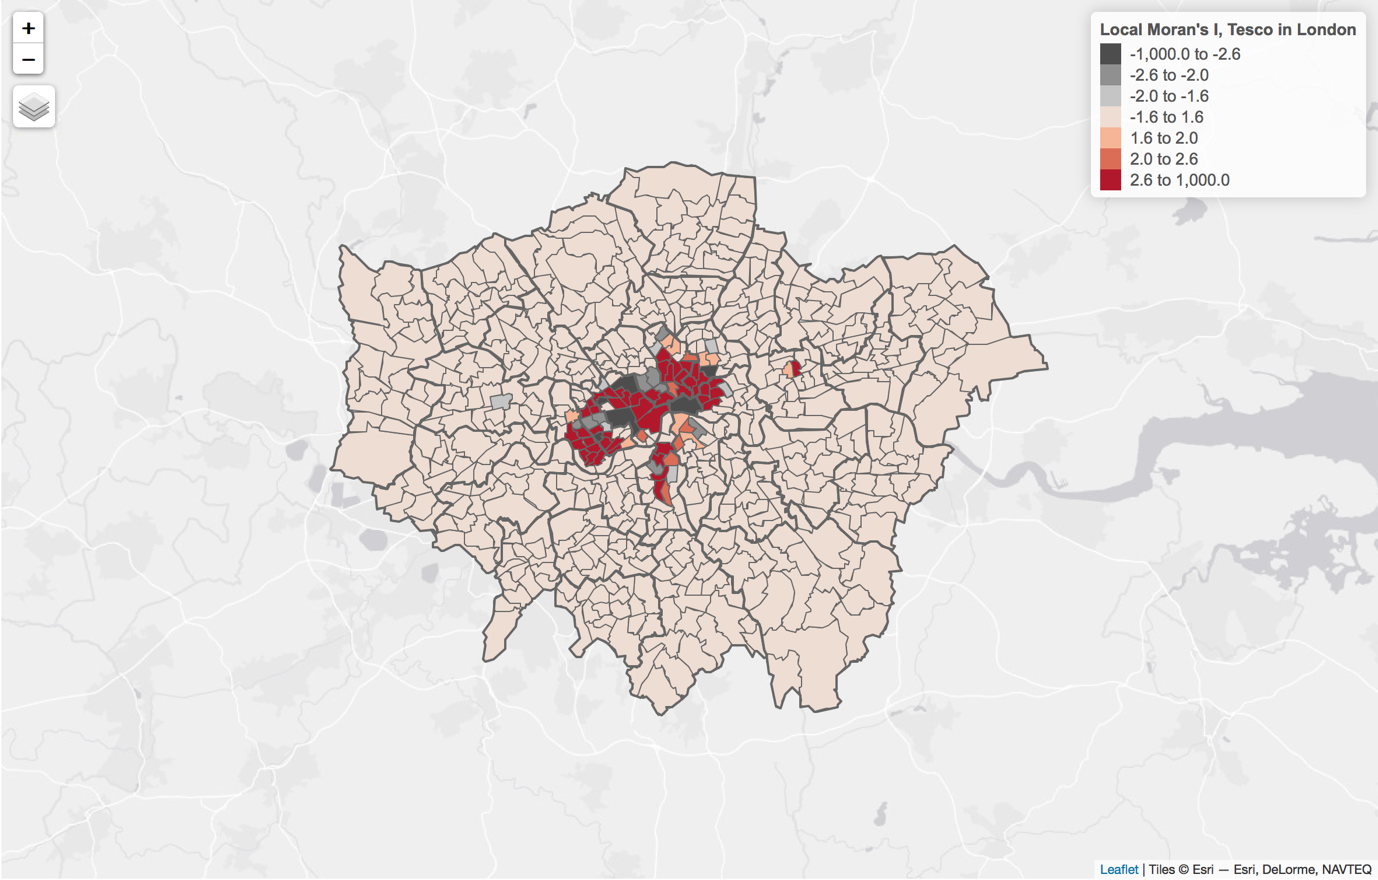 +
−
Local Moran's I, Tesco in London
-1,000.0 to -2.6
-2.6 to -2.0
-2.0 to -1.6
-1.6 to 1.6
1.6 to 2.0
2.0 to 2.6
2.6 to 1,000.0
Leaflet | Tiles © Esri — Esri, DeLorme, NAVTEQ